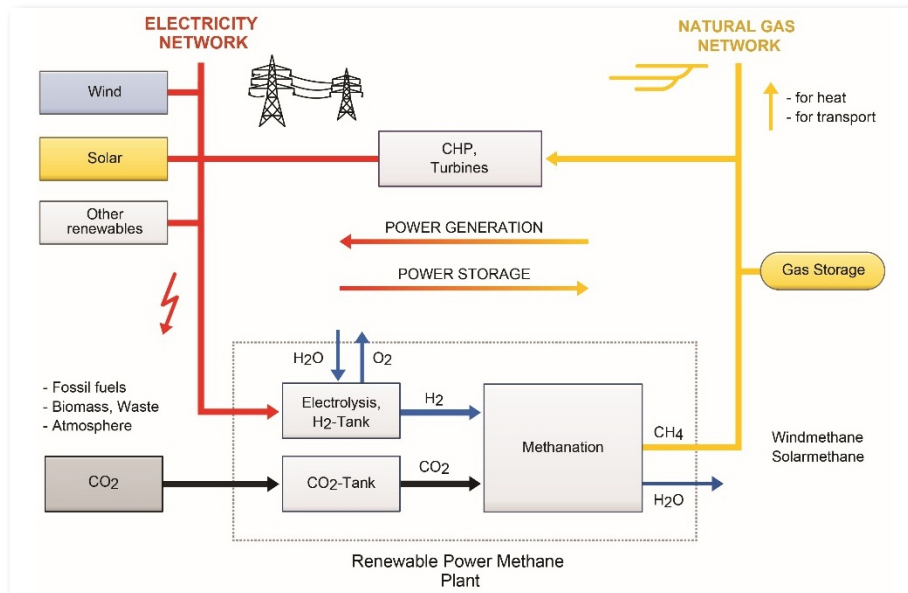 ELECTRICITY
NETWORK
NATURAL GAS
NETWORK
Wind
- for heat
- for transport
Solar
CHP,
Turbines
Other
renewables
POWER GENERATION
POWER STORAGE
Gas Storage
H2O
O2
- Fossil fuels
- Biomass, Waste
- Atmosphere
Electrolysis,
H2-Tank
H2
Methanation
CH4
Windmethane
Solarmethane
CO2
CO2-Tank
CO2
H2O
Renewable Power Methane
Plant